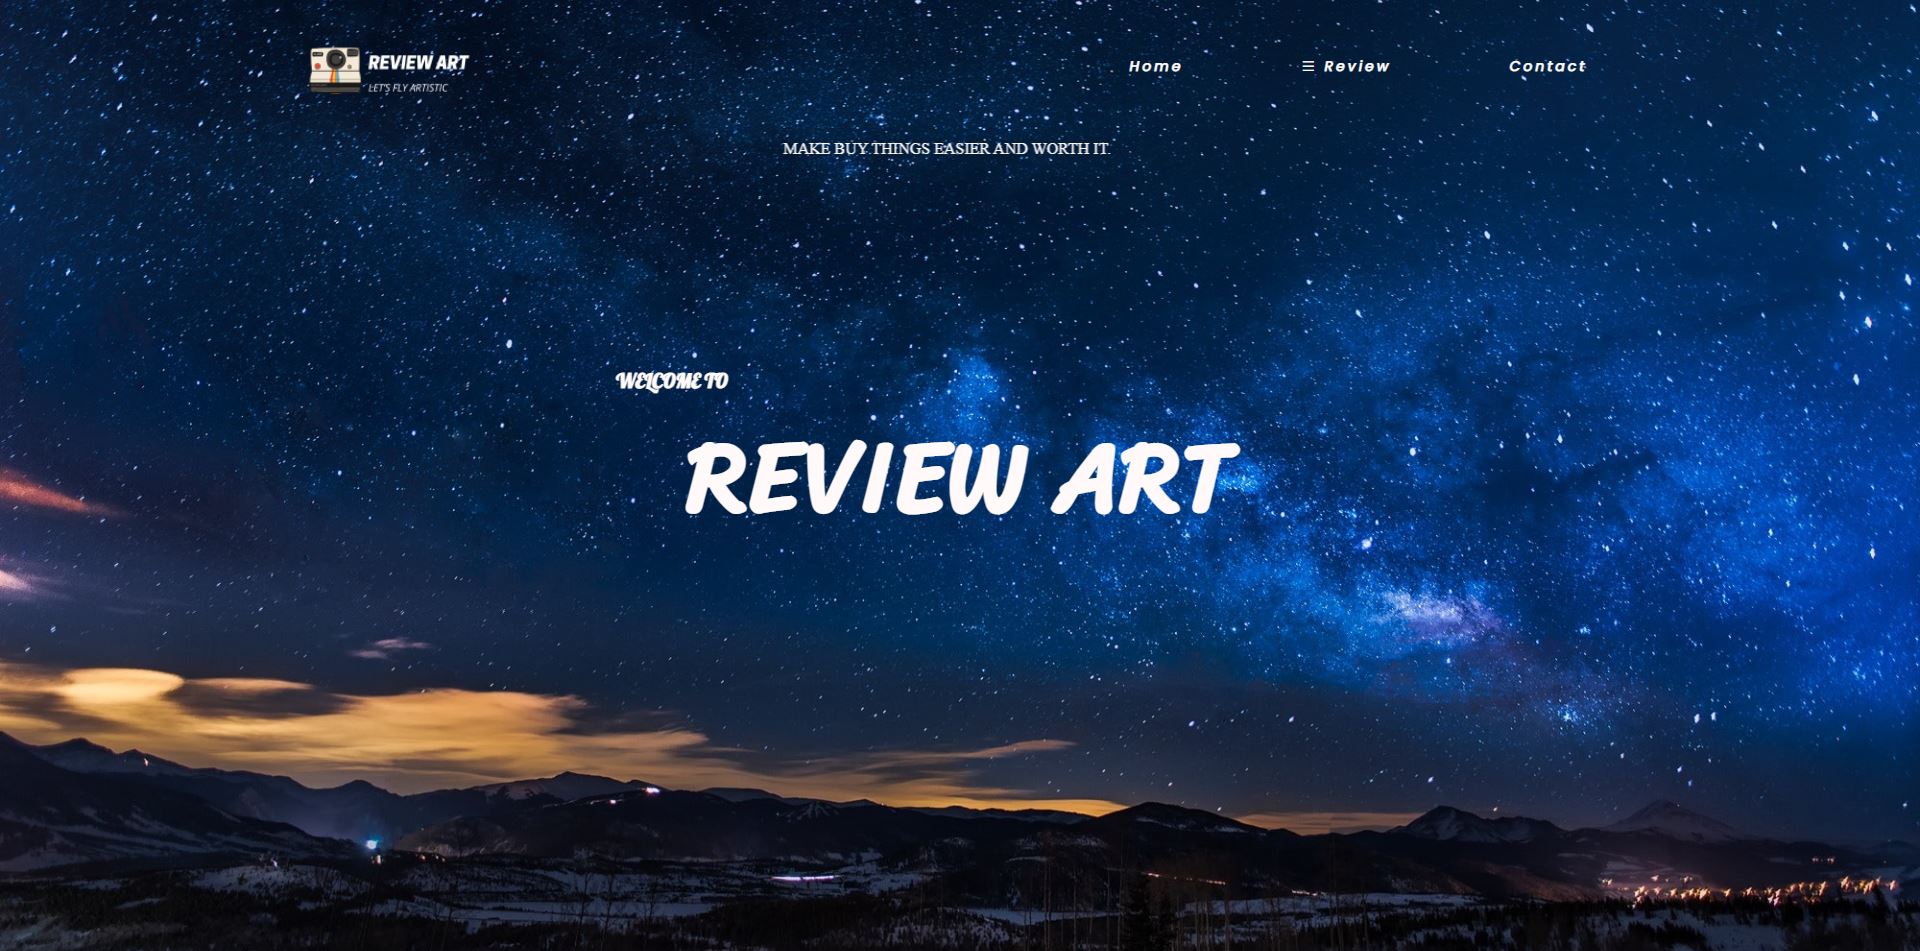 REVIEW ART
LET'S FLY ARTISTIC
Home
☰ Review
Contact
MAKE BUY THINGS EASIER AND WORTH IT.
WELCOME TO
REVIEW ART